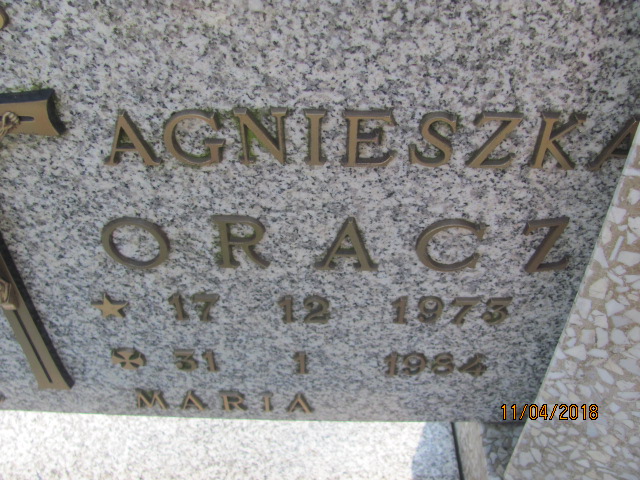 AGNIESZKA
ORACZ
17 12 1973
31 1 1984
MARIA
11/04/2018